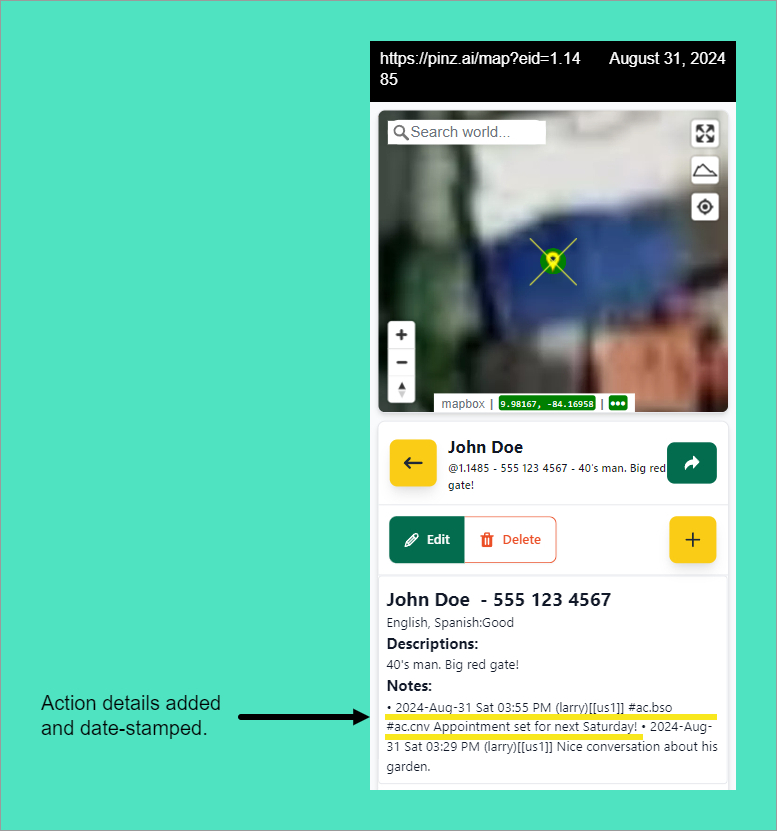 https://pinz.ai/map?eid=1.14
85
August 31, 2024
Search world...
mapbox | 9.98167, -84.16958 | •••
John Doe
@1.1485 - 555 123 4567 - 40's man. Big red
gate!
Edit
Delete
John Doe  - 555 123 4567
English, Spanish:Good
Descriptions:
40's man. Big red gate!
Notes:
• 2024-Aug-31 Sat 03:55 PM (larry)[[us1]] #ac.bso
#ac.cnv Appointment set for next Saturday! • 2024-Aug-
31 Sat 03:29 PM (larry)[[us1]] Nice conversation about his
garden.
Action details added
and date-stamped.